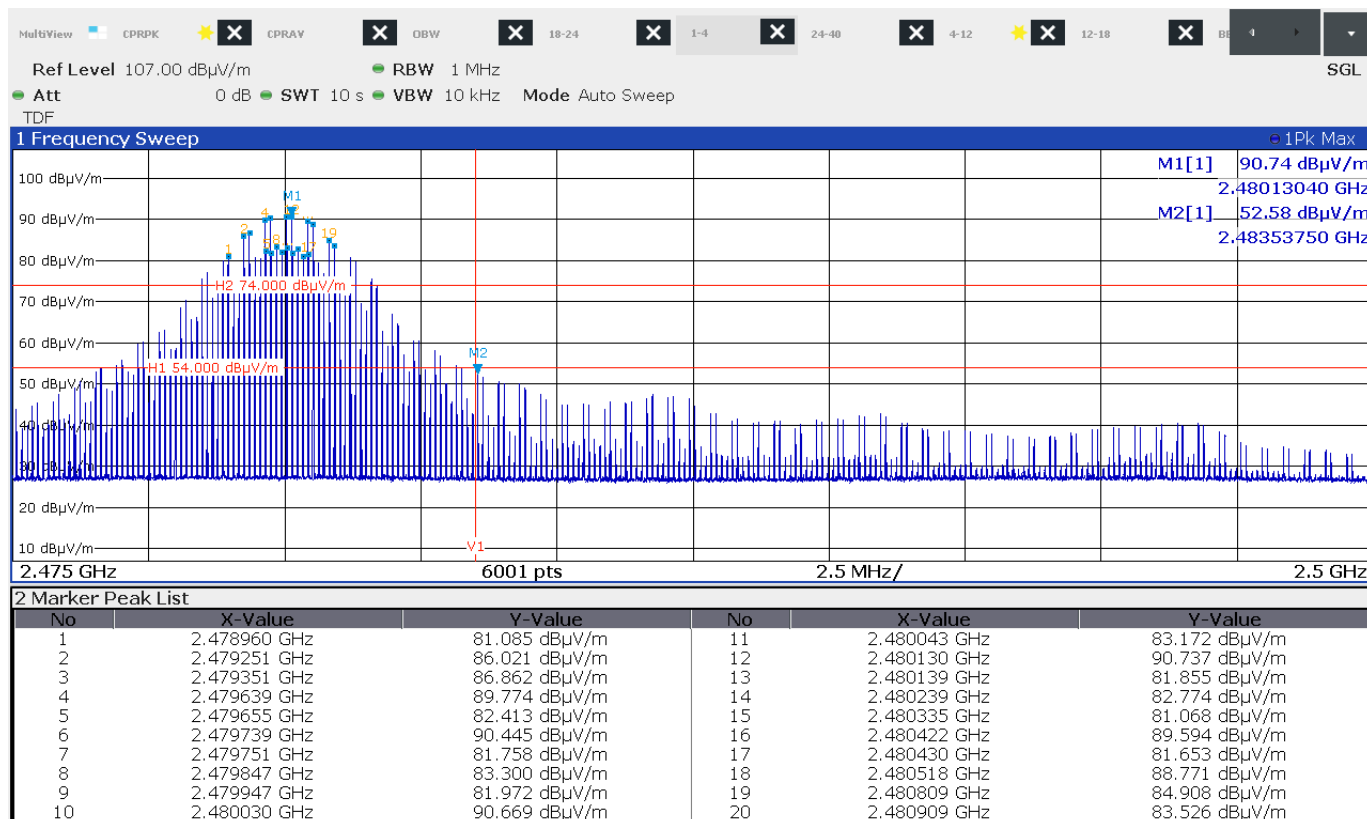 MultiView CPRPK CPRAV OBW 18-24 1-4 24-40 4-12 12-18
Ref Level 107.00 dBµV/m RBW 1 MHz SGL
Att 0 dB SWT 10 s VBW 10 kHz Mode Auto Sweep
TDF
1 Frequency Sweep 1Pk Max
M1[1] 90.74 dBµV/m
2.48013040 GHz
M2[1] 52.58 dBµV/m
2.48353750 GHz
100 dBµV/m
M1
90 dBµV/m
80 dBµV/m
H2 74.000 dBµV/m
70 dBµV/m
60 dBµV/m
M2
H1 54.000 dBµV/m
50 dBµV/m
40 dBµV/m
30 dBµV/m
20 dBµV/m
10 dBµV/m
V1
1 2 4 8 17 19
2.475 GHz 6001 pts 2.5 MHz/ 2.5 GHz
2 Marker Peak List
No X-Value Y-Value No X-Value Y-Value
1 2.478960 GHz 81.085 dBµV/m 11 2.480043 GHz 83.172 dBµV/m
2 2.479251 GHz 86.021 dBµV/m 12 2.480130 GHz 90.737 dBµV/m
3 2.479351 GHz 86.862 dBµV/m 13 2.480139 GHz 81.855 dBµV/m
4 2.479639 GHz 89.774 dBµV/m 14 2.480239 GHz 82.774 dBµV/m
5 2.479655 GHz 82.413 dBµV/m 15 2.480335 GHz 81.068 dBµV/m
6 2.479739 GHz 90.445 dBµV/m 16 2.480422 GHz 89.594 dBµV/m
7 2.479751 GHz 81.758 dBµV/m 17 2.480430 GHz 81.653 dBµV/m
8 2.479847 GHz 83.300 dBµV/m 18 2.480518 GHz 88.771 dBµV/m
9 2.479947 GHz 81.972 dBµV/m 19 2.480809 GHz 84.908 dBµV/m
10 2.480030 GHz 90.669 dBµV/m 20 2.480909 GHz 83.526 dBµV/m